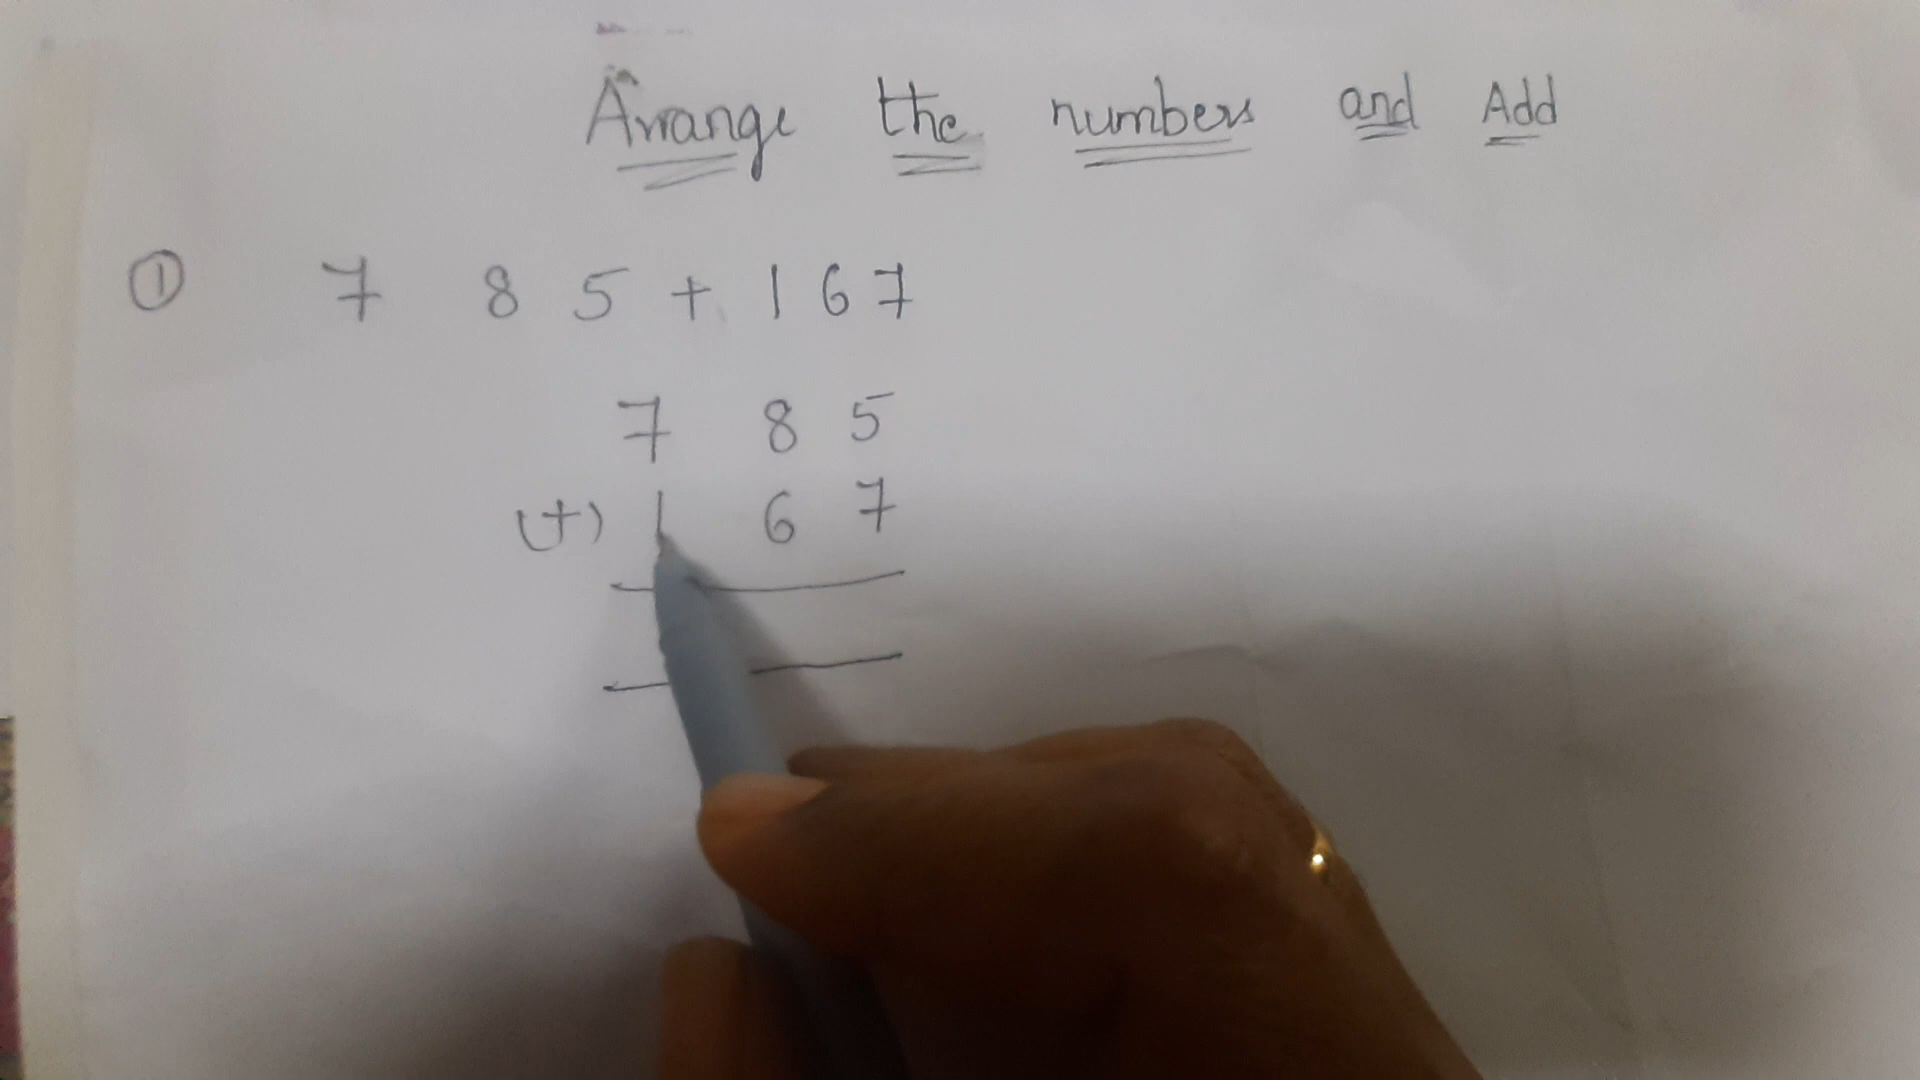 Arrange the numbers and Add
① 7 8 5 + 1 6 7
7 8 5
(+) 1 6 7